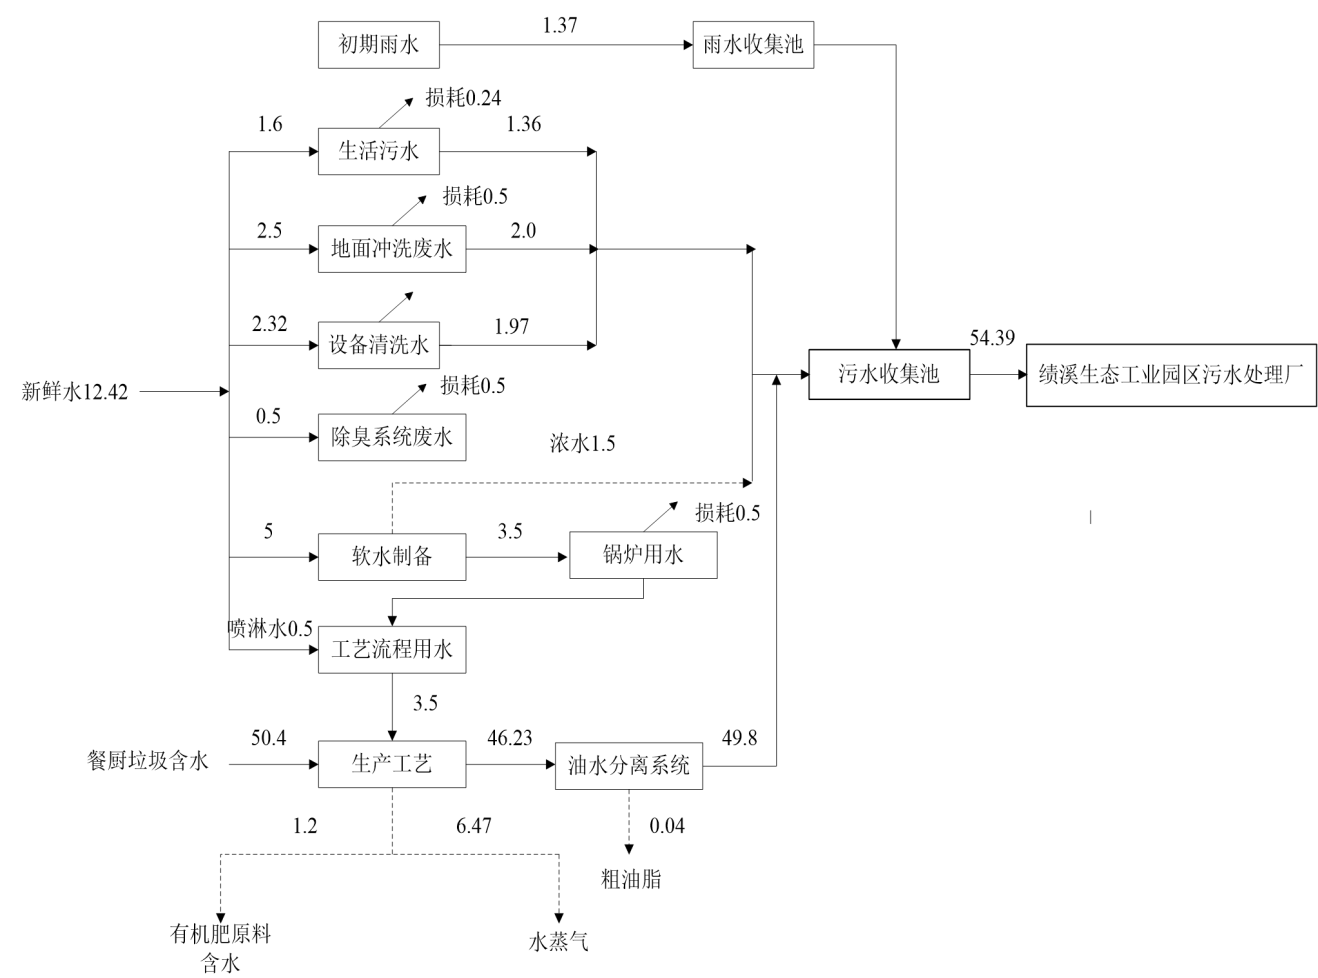 初期雨水
1.37
雨水收集池
损耗0.24
1.6
生活污水
1.36
损耗0.5
2.5
地面冲洗废水
2.0
2.32
设备清洗水
1.97
54.39
新鲜水12.42
损耗0.5
0.5
除臭系统废水
污水收集池
绩溪生态工业园区污水处理厂
浓水1.5
5
软水制备
3.5
损耗0.5
锅炉用水
喷淋水0.5
工艺流程用水
3.5
餐厨垃圾含水
50.4
生产工艺
46.23
油水分离系统
49.8
1.2
6.47
0.04
粗油脂
有机肥原料
含水
水蒸气